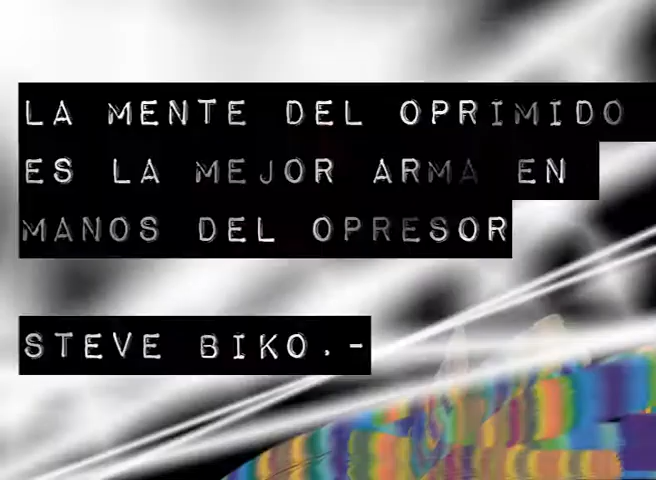 LA MENTE DEL OPRIMIDO
ES LA MEJOR ARMA EN
MANOS DEL OPRESOR
STEVE BIKO.-